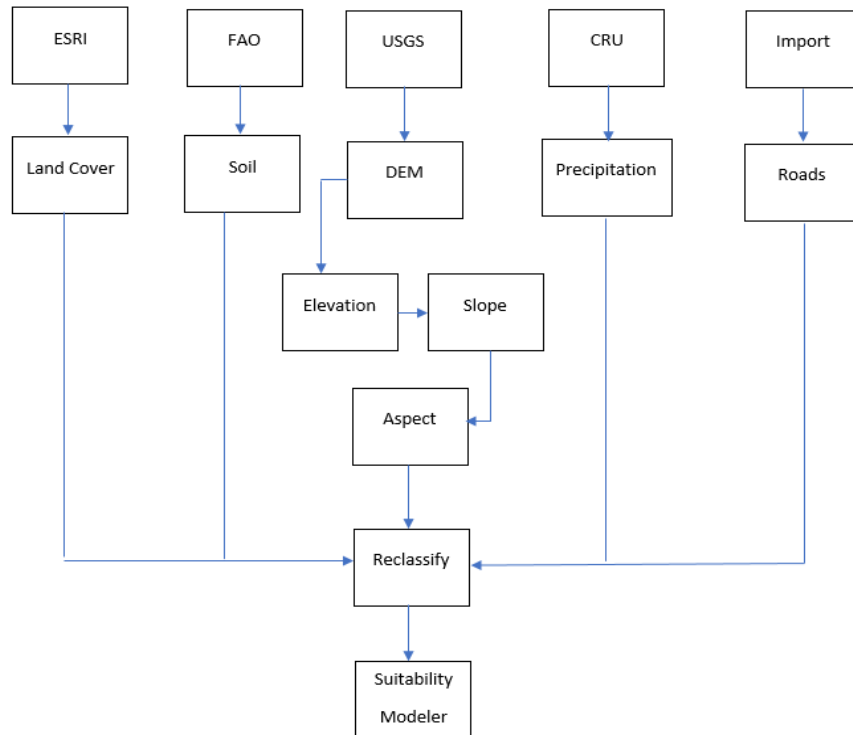 ESRI
FAO
USGS
CRU
Import
Land Cover
Soil
DEM
Precipitation
Roads
Elevation
Slope
Aspect
Reclassify
Suitability
Modeler